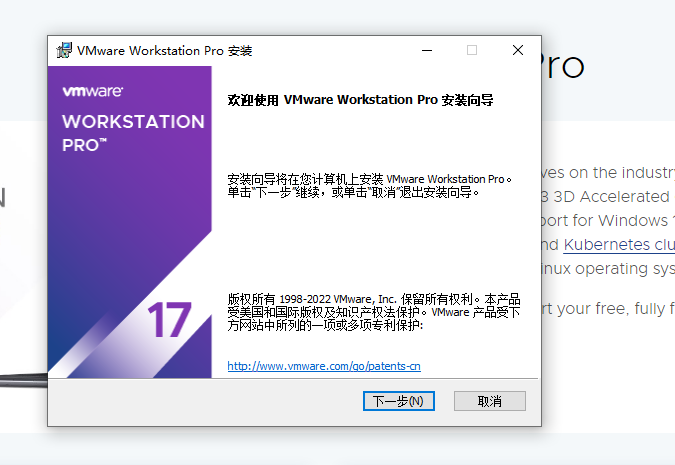 VMware Workstation Pro 安装
Pro
vmware
WORKSTATION
PRO™
17
欢迎使用 VMware Workstation Pro 安装向导
安装向导将在您计算机上安装 VMware Workstation Pro。
单击"下一步"继续，或单击"取消"退出安装向导。
版权所有 1998-2022 VMware, Inc. 保留所有权利。本产品
受美国和国际版权及知识产权法保护。VMware 产品受下
方网站中所列的一项或多项专利保护:
http://www.vmware.com/go/patents-cn
下一步(N)
取消
N
ves on the industry
3 3D Accelerated
port for Windows
nd Kubernetes clu
inux operating sys
rt your free, fully f